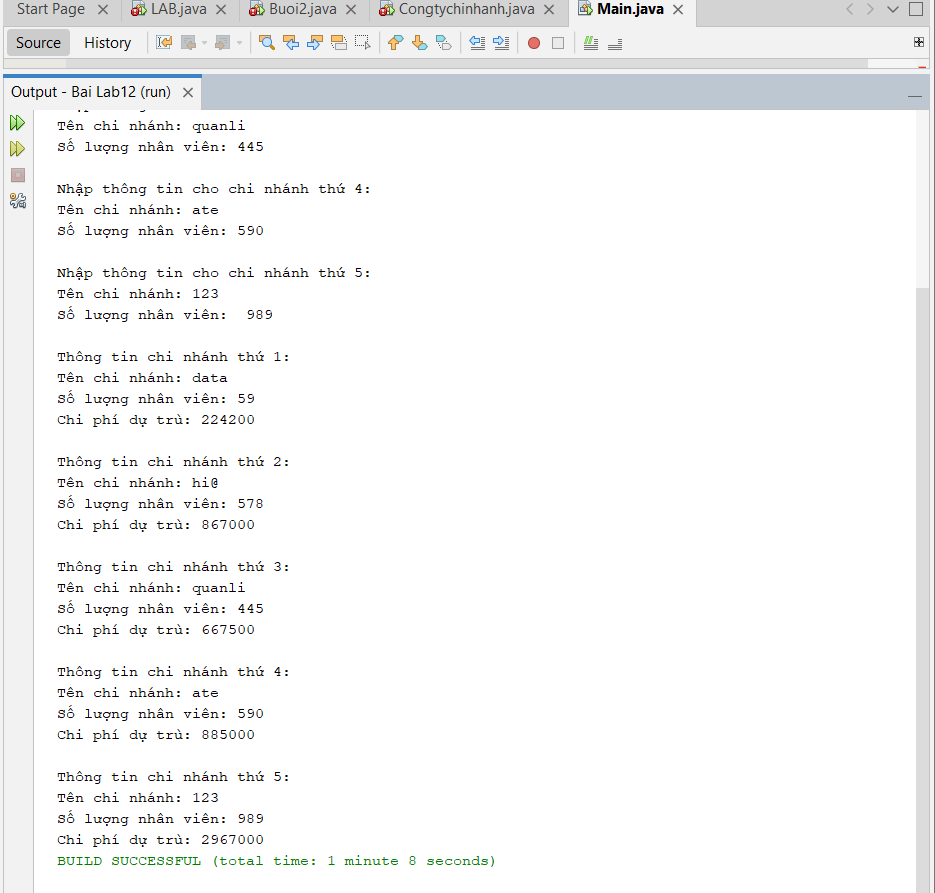 Start Page LAB.java Buoi2.java Congtychinhanh.java Main.java
Source History
Output - Bai Lab12 (run)
Tên chi nhánh: quanli
Số lượng nhân viên: 445
Nhập thông tin cho chi nhánh thứ 4:
Tên chi nhánh: ate
Số lượng nhân viên: 590
Nhập thông tin cho chi nhánh thứ 5:
Tên chi nhánh: 123
Số lượng nhân viên:  989
Thông tin chi nhánh thứ 1:
Tên chi nhánh: data
Số lượng nhân viên: 59
Chi phí dự trù: 224200
Thông tin chi nhánh thứ 2:
Tên chi nhánh: hi@
Số lượng nhân viên: 578
Chi phí dự trù: 867000
Thông tin chi nhánh thứ 3:
Tên chi nhánh: quanli
Số lượng nhân viên: 445
Chi phí dự trù: 667500
Thông tin chi nhánh thứ 4:
Tên chi nhánh: ate
Số lượng nhân viên: 590
Chi phí dự trù: 885000
Thông tin chi nhánh thứ 5:
Tên chi nhánh: 123
Số lượng nhân viên: 989
Chi phí dự trù: 2967000
BUILD SUCCESSFUL (total time: 1 minute 8 seconds)